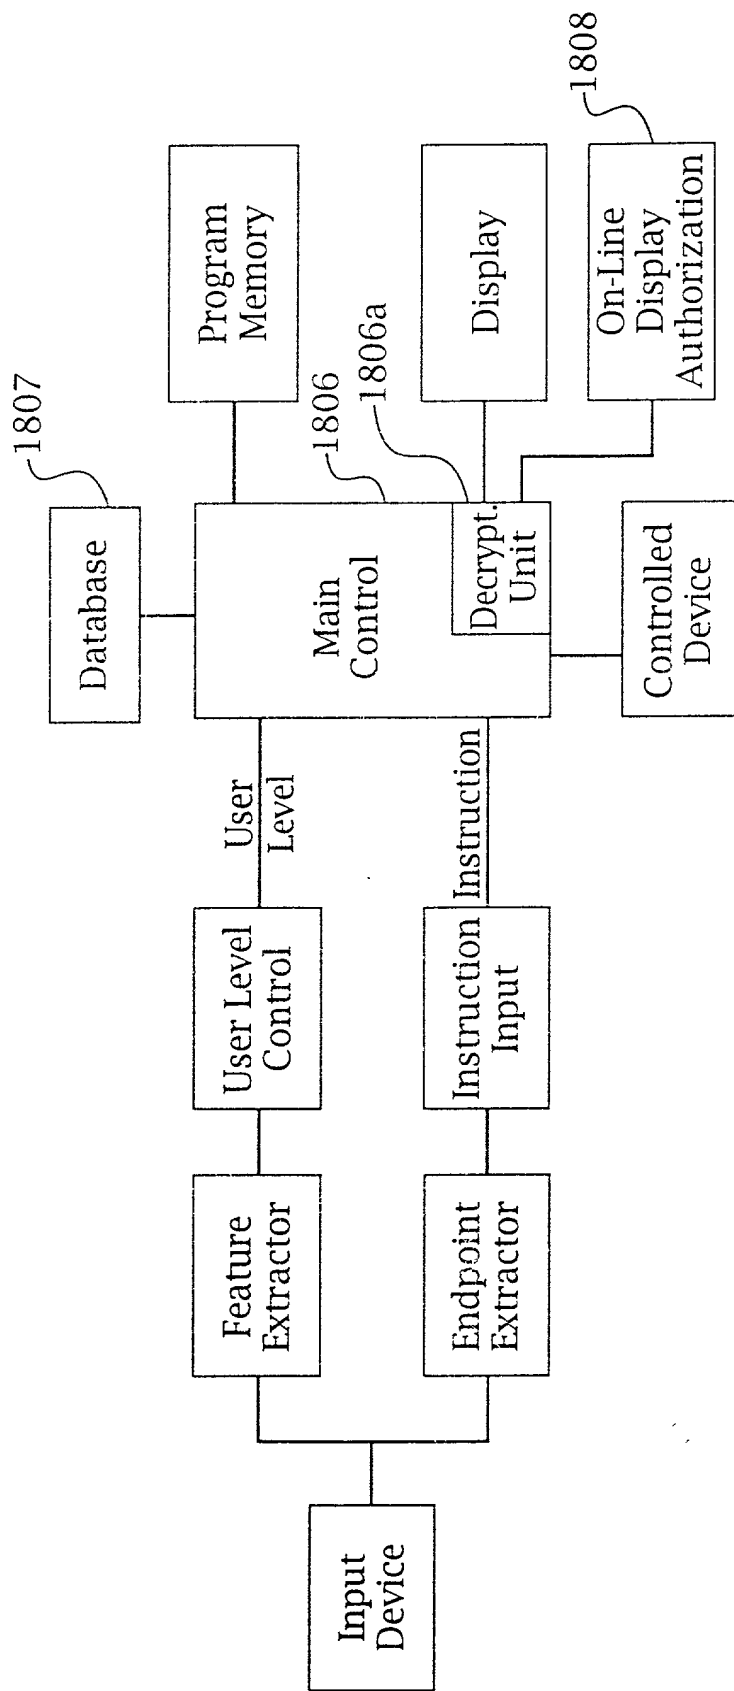 Input
Device
Feature
Extractor
Endpoint
Extractor
User Level
Control
Instruction
Input
User
Level
Instruction
Database
1807
Main
Control
1806
Decrypt.
Unit
1806a
Controlled
Device
Program
Memory
Display
On-Line
Display
Authorization
1808